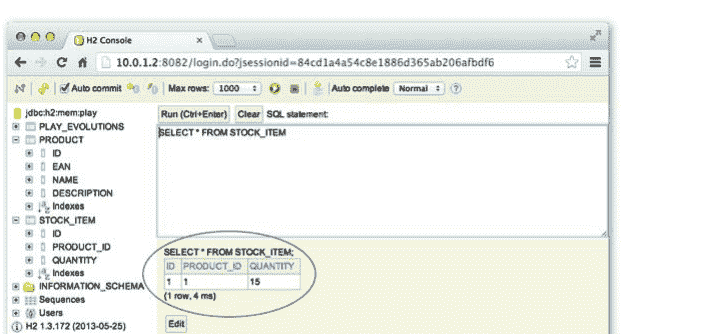 H2 Console
10.0.1.2:8082/login.do?jsessionid=84cd1a4a54c8e1886d365ab206afbdf6
Auto commit Max rows: 1000 Auto complete Normal
jdbc:h2:mem:play
Run (Ctrl+Enter) Clear SQL statement:
PLAY_EVOLUTIONS
SELECT * FROM STOCK_ITEM
PRODUCT
ID
EAN
NAME
DESCRIPTION
Indexes
STOCK_ITEM
ID
PRODUCT_ID
QUANTITY
Indexes
INFORMATION_SCHEMA
Sequences
Users
H2 1.3.172 (2013-05-25)
SELECT * FROM STOCK_ITEM;
ID PRODUCT_ID QUANTITY
1 1 15
(1 row, 4 ms)
Edit